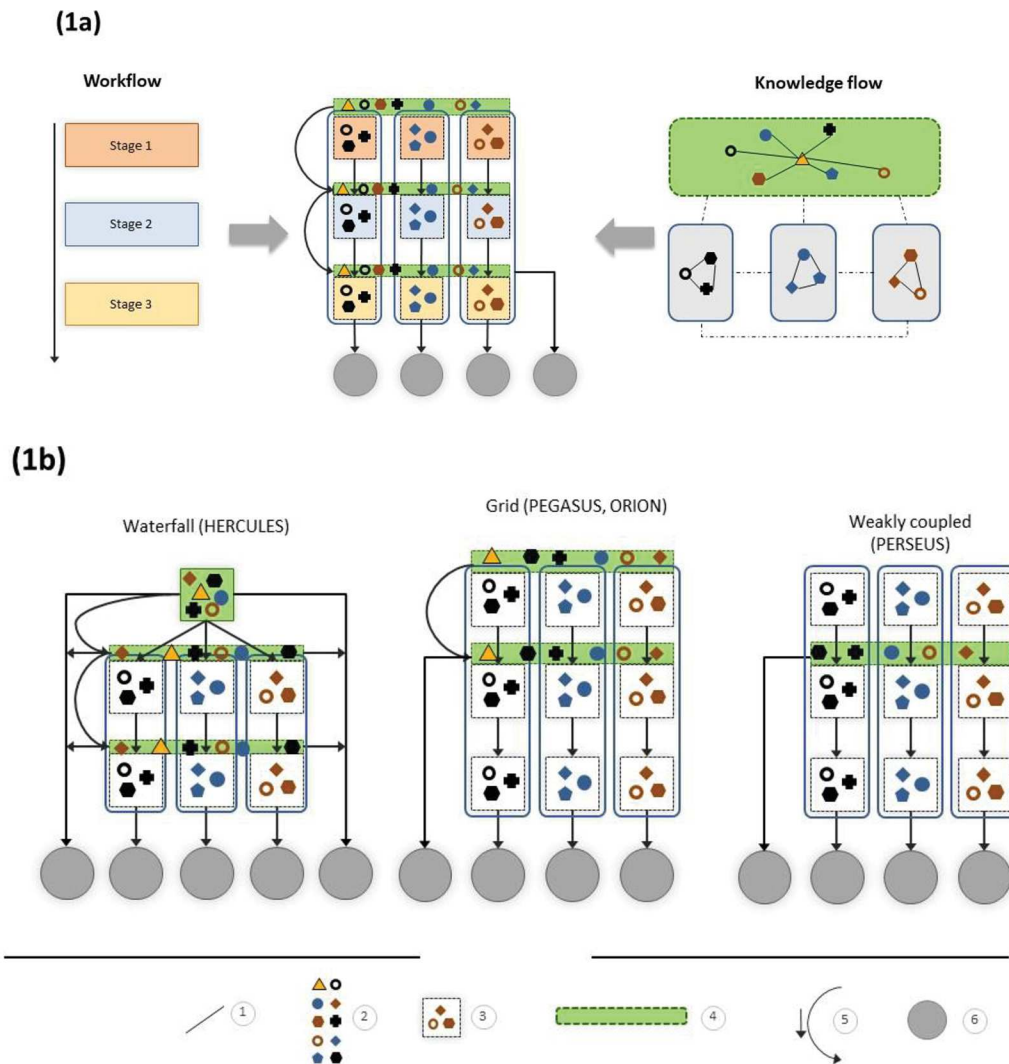 (1a)
Workflow
Knowledge flow
Stage 1
Stage 2
Stage 3
(1b)
Waterfall (HERCULES)
Grid (PEGASUS, ORION)
Weakly coupled
(PERSEUS)
1
2
3
4
5
6